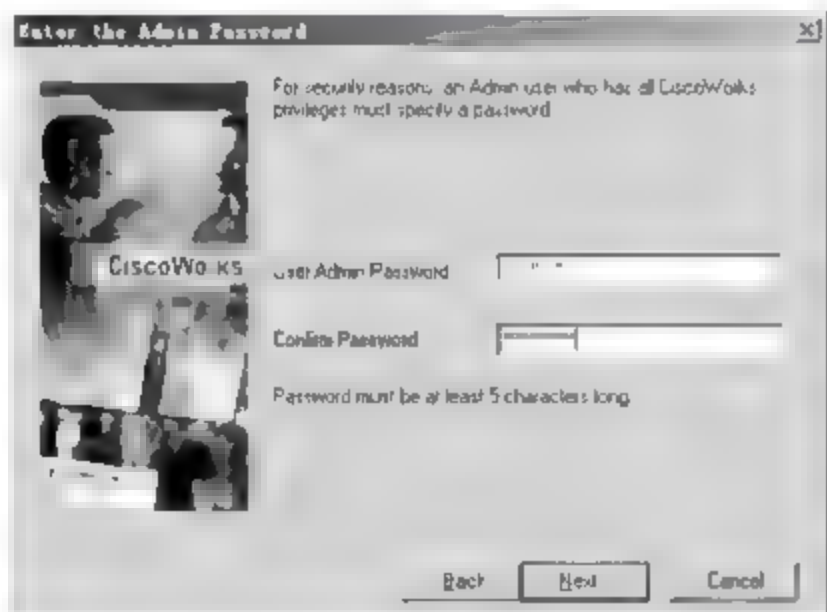 Enter the Admin Password
For security reasons, an Admin user who has all CiscoWorks
privileges must specify a password
CiscoWorks
User Admin Password
Confirm Password
Password must be at least 5 characters long.
Back
Next
Cancel